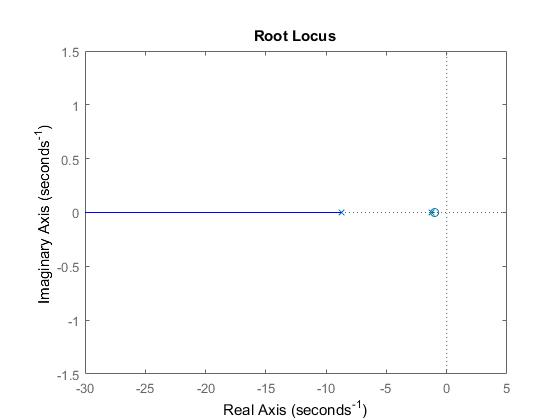 Root Locus
1.5
1
0.5
0
-0.5
-1
-1.5
Imaginary Axis (seconds⁻¹)
-30 -25 -20 -15 -10 -5 0 5
Real Axis (seconds⁻¹)